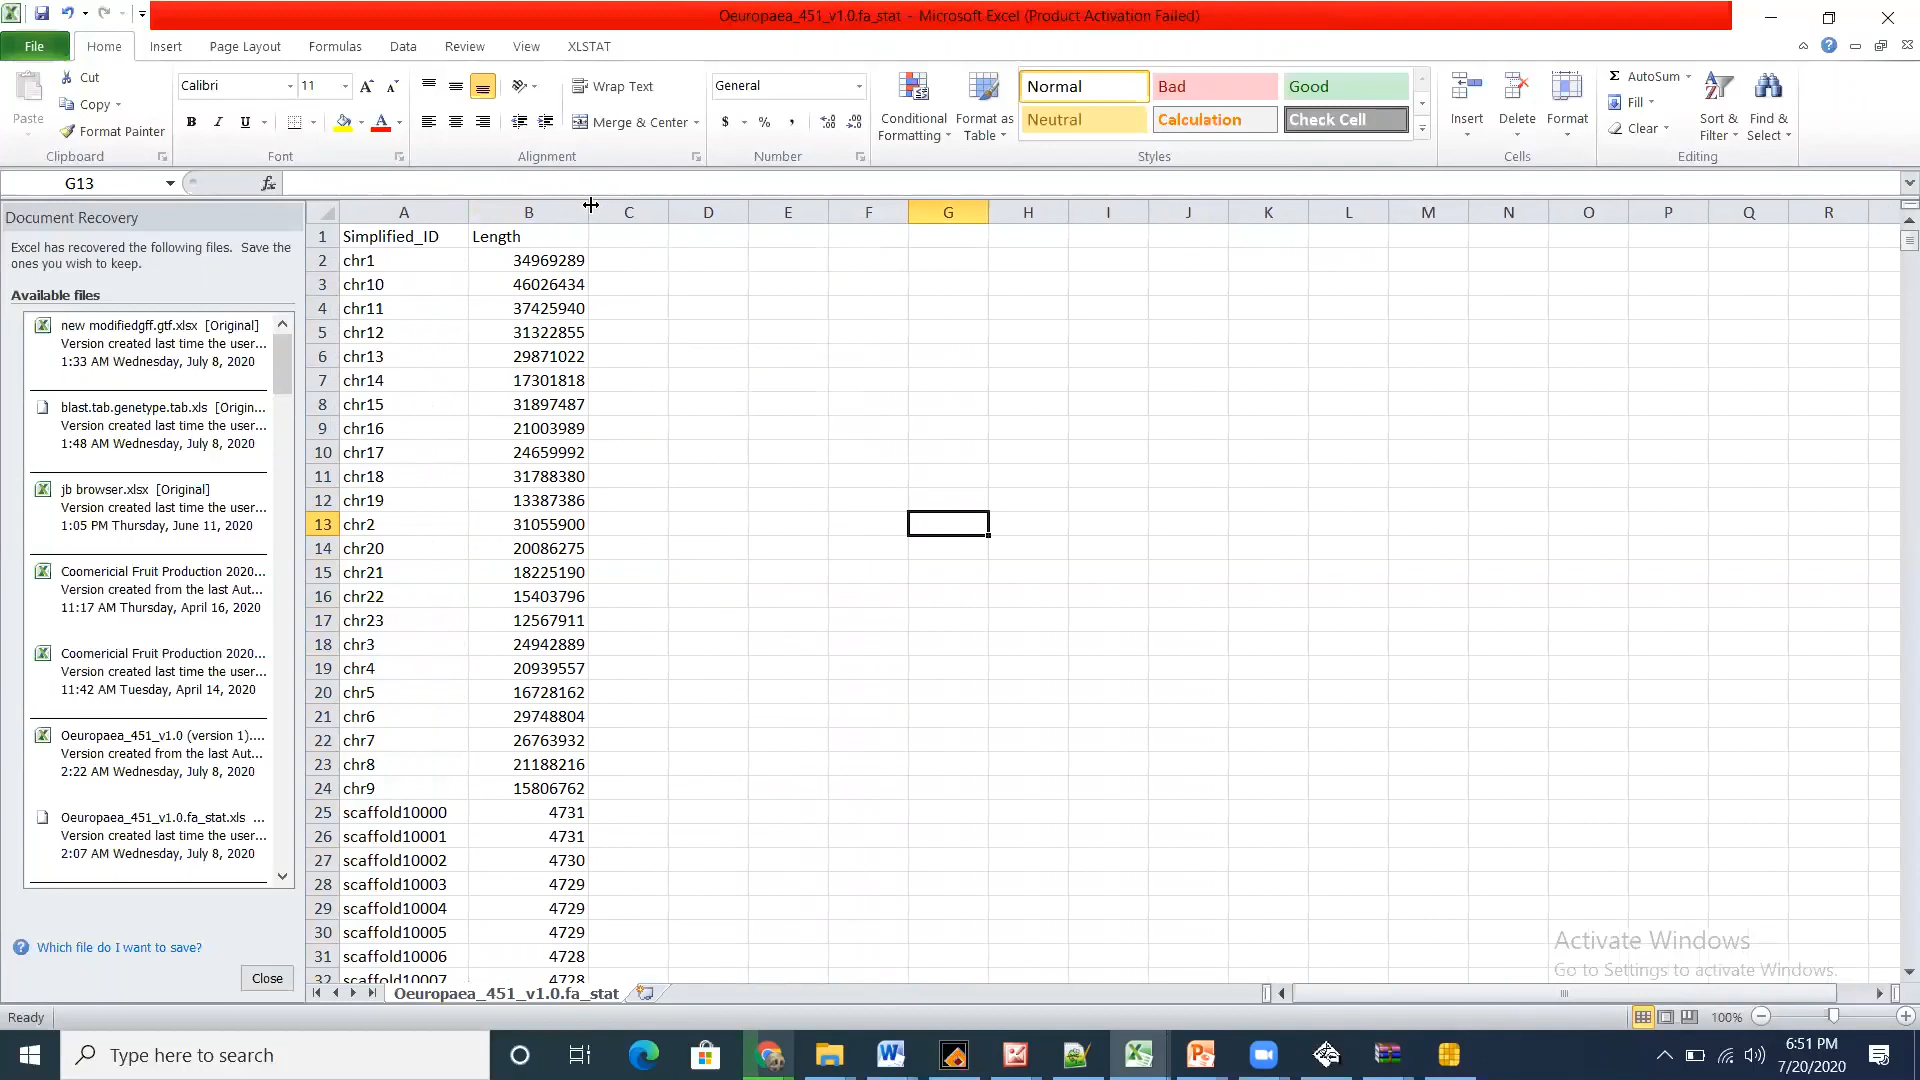 Oeuropaea_451_v1.0.fa_stat - Microsoft Excel (Product Activation Failed)
File Home Insert Page Layout Formulas Data Review View XLSTAT
Paste
Cut
Copy
Format Painter
Clipboard
Calibri 11
B I U
Font
Wrap Text
Merge & Center
Alignment
General
$ % ,
Number
Conditional Formatting
Format as Table
Normal Bad Good
Neutral Calculation Check Cell
Styles
Insert Delete Format
Cells
Σ AutoSum
Fill
Clear
Sort & Filter
Find & Select
Editing
G13 fx
Document Recovery
Excel has recovered the following files. Save the
ones you wish to keep.
Available files
new modifiedgff.gtf.xlsx [Original]
Version created last time the user...
1:33 AM Wednesday, July 8, 2020
blast.tab.genetype.tab.xls [Origin...
Version created last time the user...
1:48 AM Wednesday, July 8, 2020
jb browser.xlsx [Original]
Version created last time the user...
1:05 PM Thursday, June 11, 2020
Coomericial Fruit Production 2020...
Version created from the last Aut...
11:17 AM Thursday, April 16, 2020
Coomericial Fruit Production 2020...
Version created last time the user...
11:42 AM Tuesday, April 14, 2020
Oeuropaea_451_v1.0 (version 1)....
Version created from the last Aut...
2:22 AM Wednesday, July 8, 2020
Oeuropaea_451_v1.0.fa_stat.xls ...
Version created last time the user...
2:07 AM Wednesday, July 8, 2020
Which file do I want to save?
Close
A B C D E F G H I J K L M N O P Q R
1 Simplified_ID Length
2 chr1 34969289
3 chr10 46026434
4 chr11 37425940
5 chr12 31322855
6 chr13 29871022
7 chr14 17301818
8 chr15 31897487
9 chr16 21003989
10 chr17 24659992
11 chr18 31788380
12 chr19 13387386
13 chr2 31055900
14 chr20 20086275
15 chr21 18225190
16 chr22 15403796
17 chr23 12567911
18 chr3 24942889
19 chr4 20939557
20 chr5 16728162
21 chr6 29748804
22 chr7 26763932
23 chr8 21188216
24 chr9 15806762
25 scaffold10000 4731
26 scaffold10001 4731
27 scaffold10002 4730
28 scaffold10003 4729
29 scaffold10004 4729
30 scaffold10005 4729
31 scaffold10006 4728
32 scaffold10007 4728
Activate Windows
Go to Settings to activate Windows.
Oeuropaea_451_v1.0.fa_stat
Ready 100%
Type here to search
6:51 PM
7/20/2020